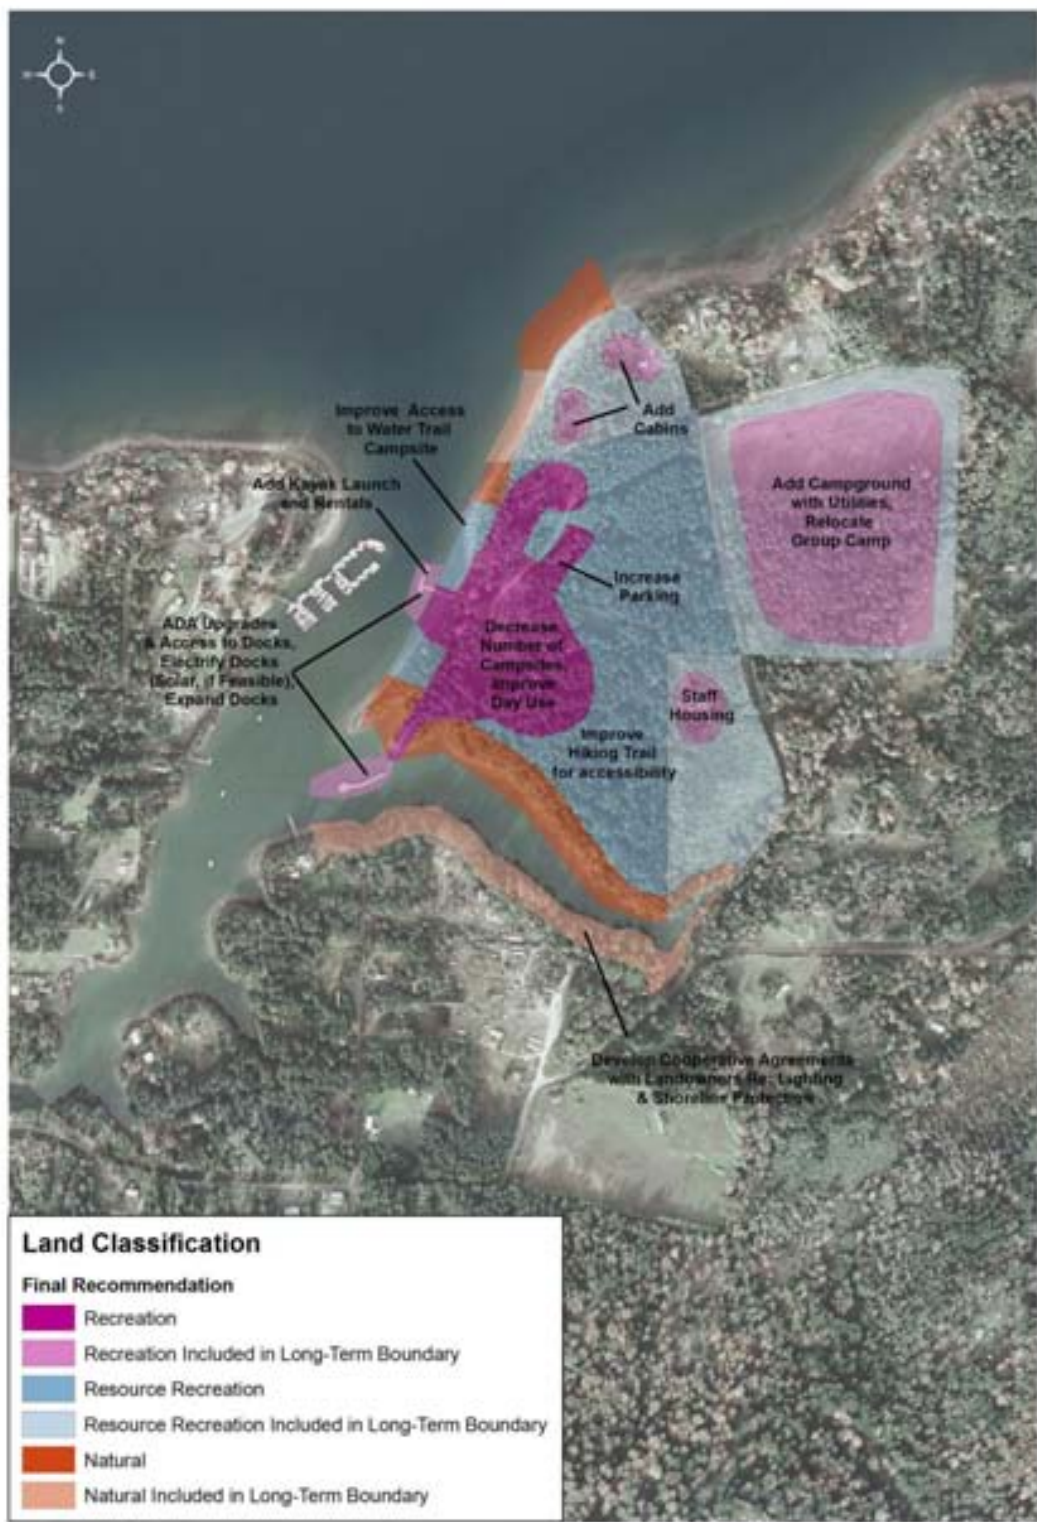 N
W E
S
Improve Access
to Water Trail
Campsite
Add Kayak Launch
and Rentals
Add
Cabins
Add Campground
with Utilities,
Relocate
Group Camp
Increase
Parking
ADA Upgrades
& Access to Docks,
Electrify Docks
(Solar, if Feasible),
Expand Docks
Decrease
Number of
Campsites,
Improve
Day Use
Staff
Housing
Improve
Hiking Trail
for accessibility
Develop Cooperative Agreements
with Landowners Re: Lighting
& Shoreline Protection
Land Classification
Final Recommendation
Recreation
Recreation Included in Long-Term Boundary
Resource Recreation
Resource Recreation Included in Long-Term Boundary
Natural
Natural Included in Long-Term Boundary